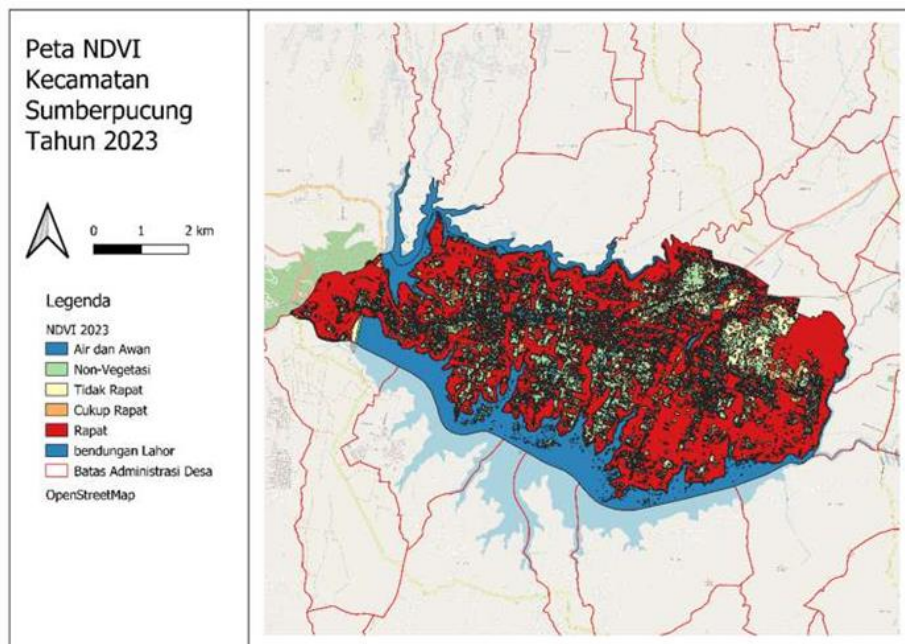 Peta NDVI
Kecamatan
Sumberpucung
Tahun 2023
0 1 2 km
Legenda
NDVI 2023
Air dan Awan
Non-Vegetasi
Tidak Rapat
Cukup Rapat
Rapat
bendungan Lahor
Batas Administrasi Desa
OpenStreetMap